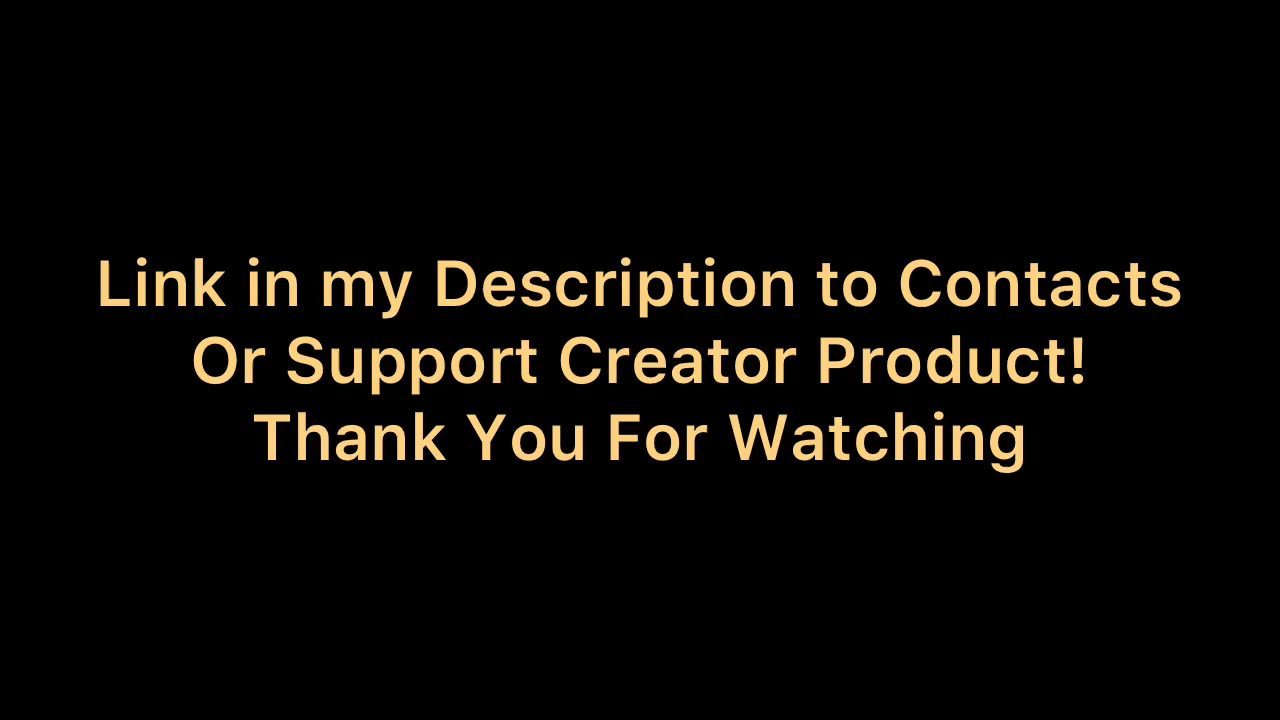 Link in my Description to Contacts
Or Support Creator Product!
Thank You For Watching